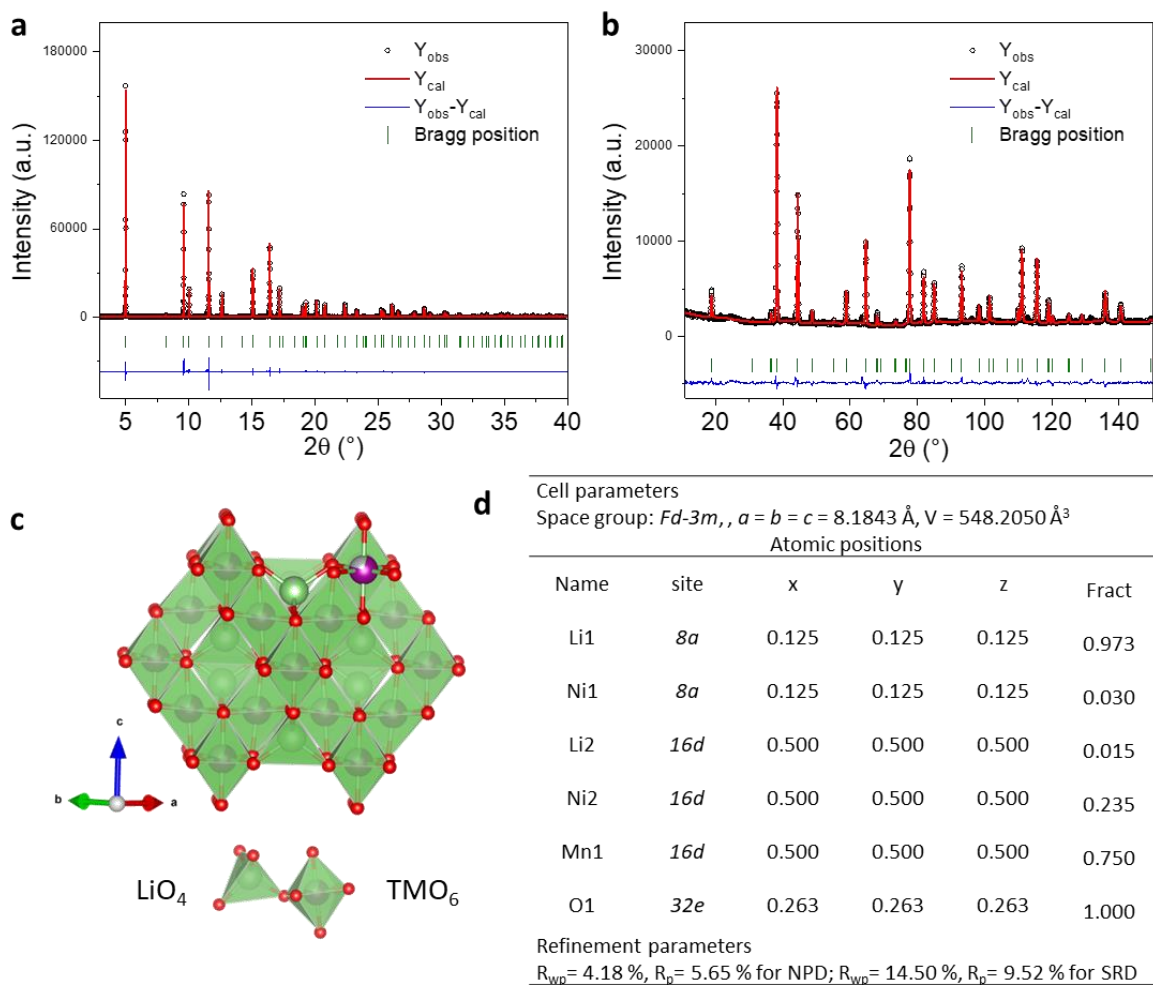 a
180000
120000
60000
0
Intensity (a.u.)
Y_obs
Y_cal
Y_obs-Y_cal
Bragg position
5 10 15 20 25 30 35 40
2θ (°)
b
30000
20000
10000
0
Intensity (a.u.)
Y_obs
Y_cal
Y_obs-Y_cal
Bragg position
20 40 60 80 100 120 140
2θ (°)
c
c
b
a
LiO₄
TMO₆
d
Cell parameters
Space group: Fd-3m, , a = b = c = 8.1843 Å, V = 548.2050 Å³
Atomic positions
Name site x y z Fract
Li1 8a 0.125 0.125 0.125 0.973
Ni1 8a 0.125 0.125 0.125 0.030
Li2 16d 0.500 0.500 0.500 0.015
Ni2 16d 0.500 0.500 0.500 0.235
Mn1 16d 0.500 0.500 0.500 0.750
O1 32e 0.263 0.263 0.263 1.000
Refinement parameters
R_wp= 4.18 %, R_p= 5.65 % for NPD; R_wp= 14.50 %, R_p= 9.52 % for SRD